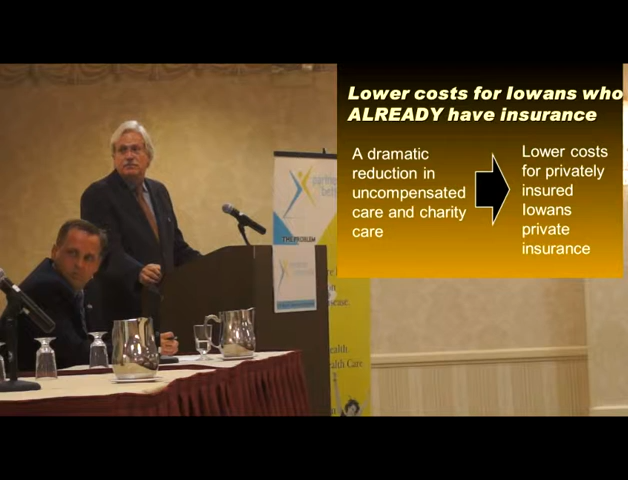 Lower costs for Iowans who
ALREADY have insurance
A dramatic
reduction in
uncompensated
care and charity
care
Lower costs
for privately
insured
Iowans
private
insurance
THE PROBLEM